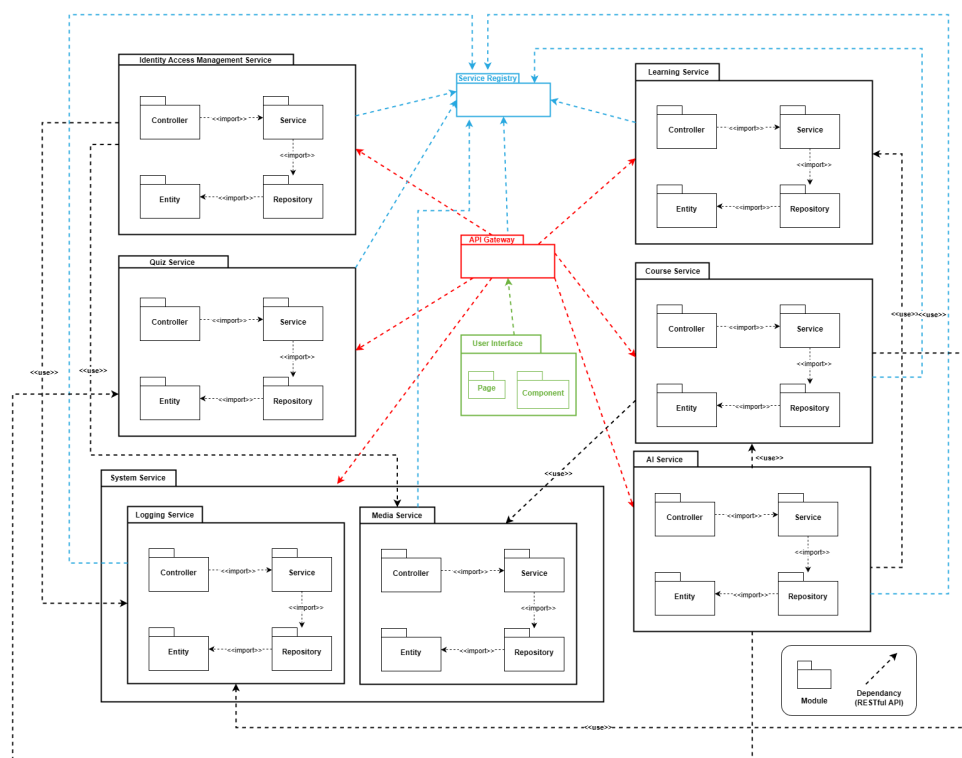 Identity Access Management Service
Controller
<<import>>
Service
<<import>>
Entity
<<import>>
Repository
Service Registry
Learning Service
Controller
<<import>>
Service
<<import>>
Entity
<<import>>
Repository
API Gateway
Quiz Service
Controller
<<import>>
Service
<<import>>
Entity
<<import>>
Repository
Course Service
Controller
<<import>>
Service
<<import>>
Entity
<<import>>
Repository
<<use>>
<<use>>
User Interface
Page
Component
<<use>>
<<use>>
<<use>>
<<use>>
System Service
Logging Service
Controller
<<import>>
Service
<<import>>
Entity
<<import>>
Repository
Media Service
Controller
<<import>>
Service
<<import>>
Entity
<<import>>
Repository
AI Service
Controller
<<import>>
Service
<<import>>
Entity
<<import>>
Repository
<<use>>
Module
Dependancy
(RESTful API)